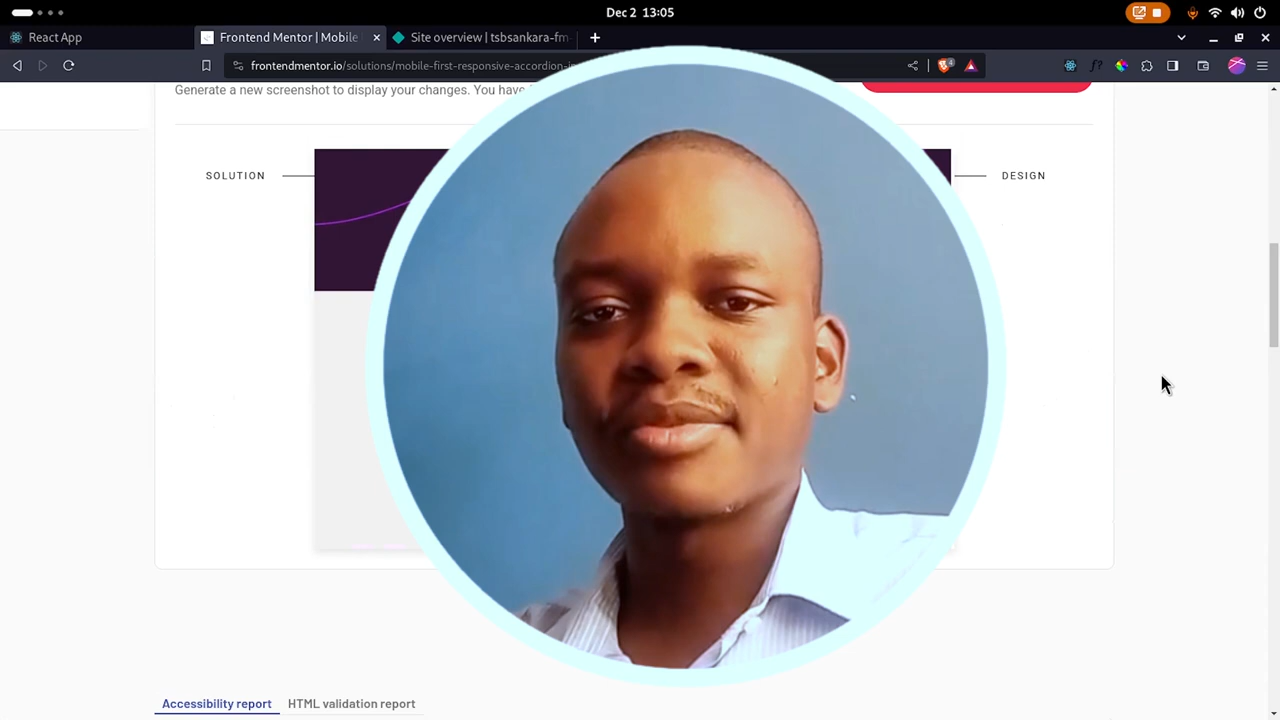 Dec 2 13:05
React App
Frontend Mentor | Mobile
Site overview | tsbsankara-fm-
frontendmentor.io/solutions/mobile-first-responsive-accordion-
4
Generate a new screenshot to display your changes. You have
SOLUTION
DESIGN
Accessibility report
HTML validation report